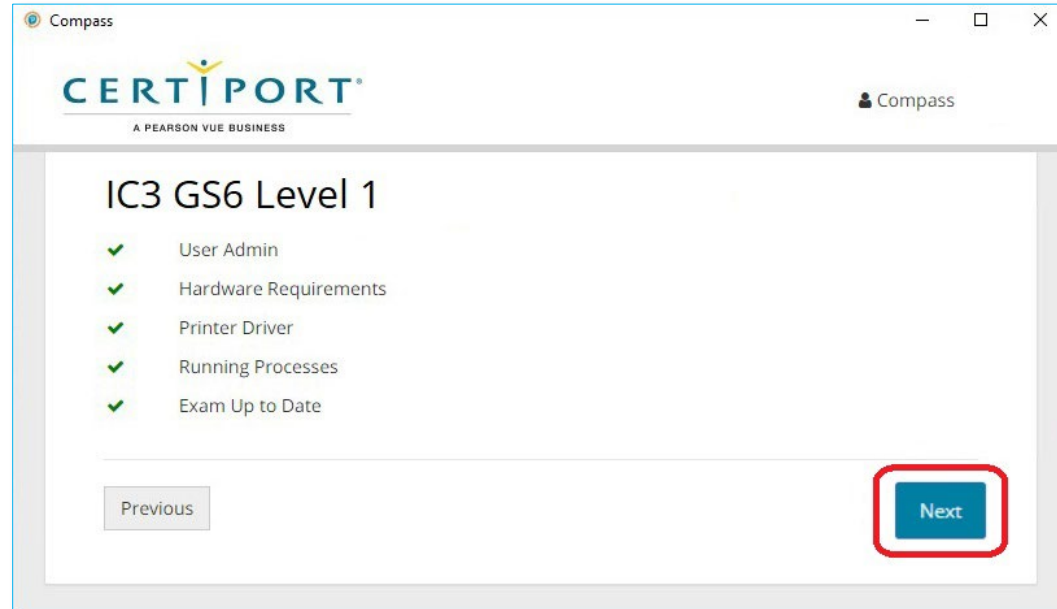 Compass
CERTIPORT
A PEARSON VUE BUSINESS
Compass
IC3 GS6 Level 1
User Admin
Hardware Requirements
Printer Driver
Running Processes
Exam Up to Date
Previous
Next